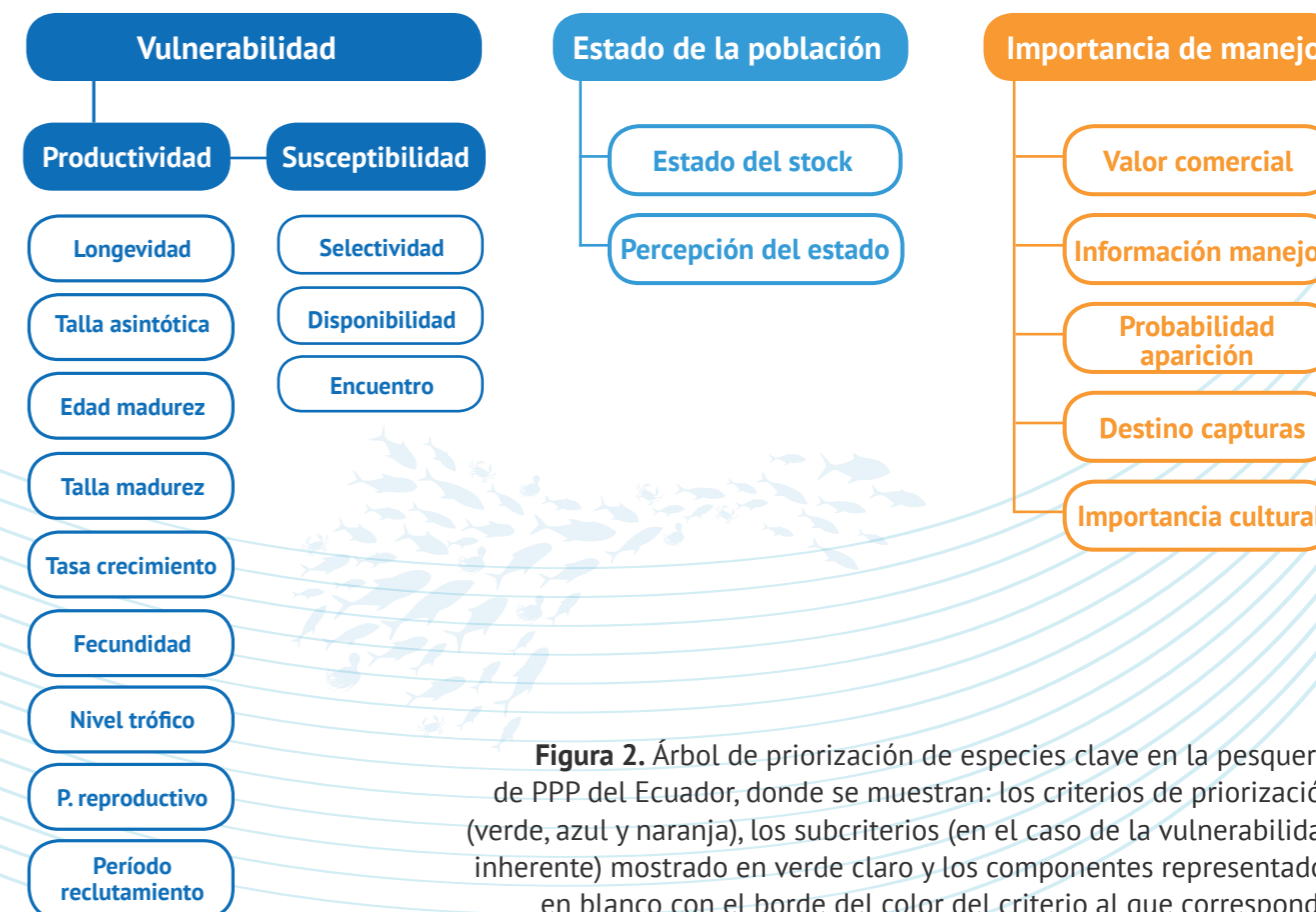 Vulnerabilidad
Productividad
Susceptibilidad
Longevidad
Talla asintótica
Edad madurez
Talla madurez
Tasa crecimiento
Fecundidad
Nivel trófico
P. reproductivo
Período
reclutamiento
Selectividad
Disponibilidad
Encuentro
Estado de la población
Estado del stock
Percepción del estado
Importancia de manejo
Valor comercial
Información manejo
Probabilidad
aparición
Destino capturas
Importancia cultural
Figura 2. Árbol de priorización de especies clave en la pesquer
de PPP del Ecuador, donde se muestran: los criterios de priorizació
(verde, azul y naranja), los subcriterios (en el caso de la vulnerabilida
inherente) mostrado en verde claro y los componentes representado
en blanco con el borde del color del criterio al que correspond